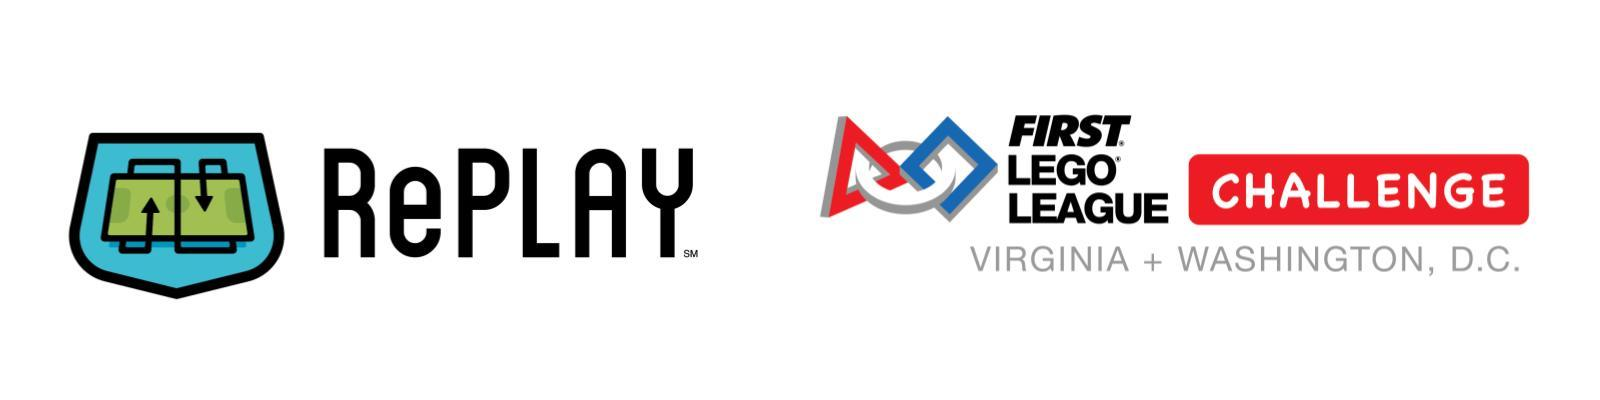 RePLAY SM
FIRST®
LEGO®
LEAGUE
CHALLENGE
VIRGINIA + WASHINGTON, D.C.